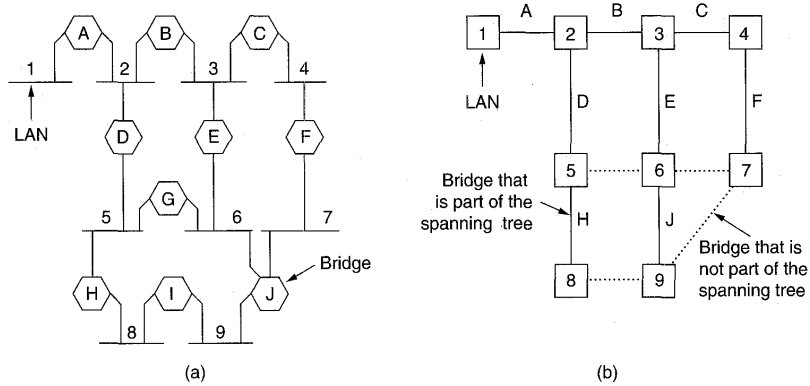 A B C
1 2 3 4
LAN
D E F
G
5 6 7
Bridge
H I J
8 9
(a)
A B C
1 2 3 4
LAN
D E F
5 6 7
Bridge that
is part of the
spanning tree
H J
Bridge that is
not part of the
spanning tree
8 9
(b)